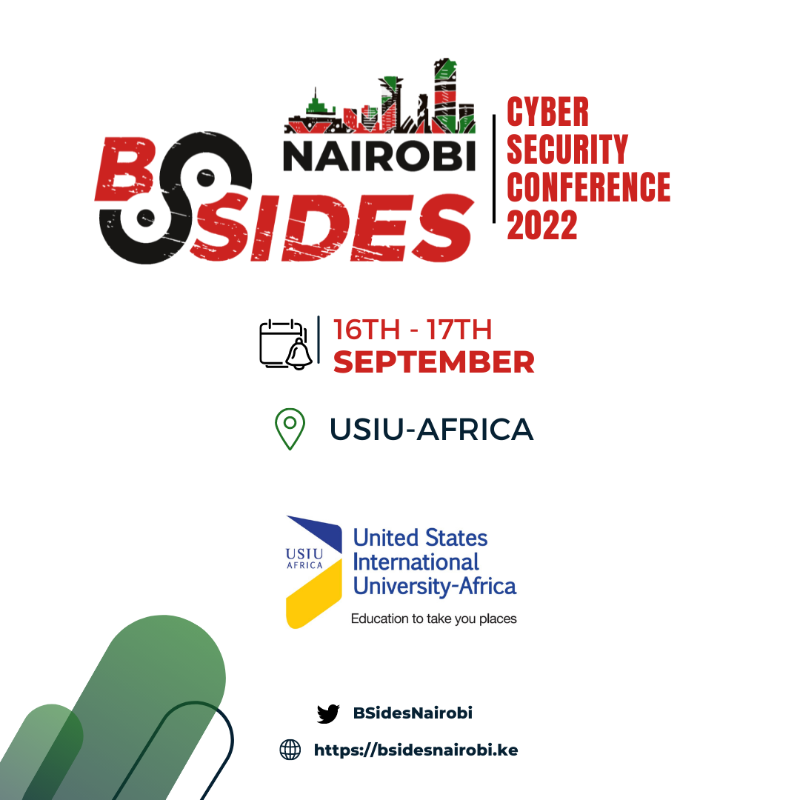 NAIROBI
BSIDES
CYBER
SECURITY
CONFERENCE
2022
16TH - 17TH
SEPTEMBER
USIU-AFRICA
USIU
AFRICA
United States
International
University-Africa
Education to take you places
BSidesNairobi
https://bsidesnairobi.ke